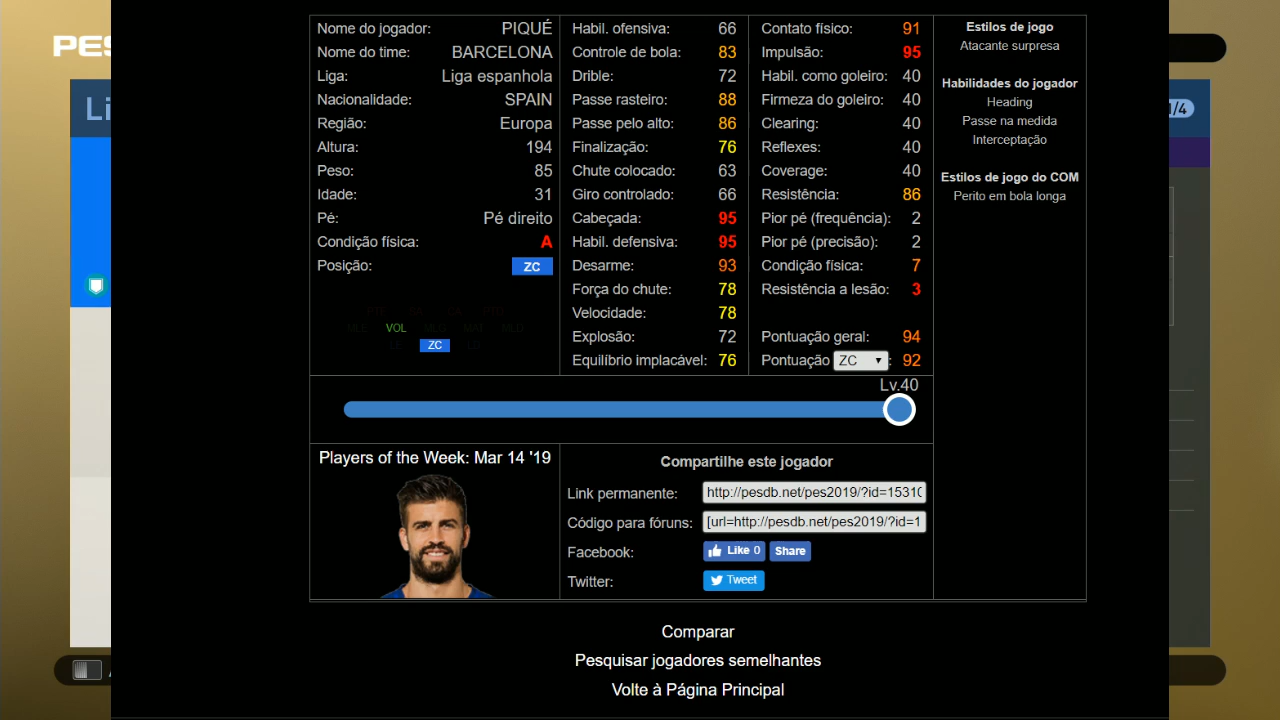 PES
Li
1/4
Nome do jogador: PIQUÉ
Nome do time: BARCELONA
Liga: Liga espanhola
Nacionalidade: SPAIN
Região: Europa
Altura: 194
Peso: 85
Idade: 31
Pé: Pé direito
Condição física: A
Posição: ZC
VOL
ZC
Habil. ofensiva: 66
Controle de bola: 83
Drible: 72
Passe rasteiro: 88
Passe pelo alto: 86
Finalização: 76
Chute colocado: 63
Giro controlado: 66
Cabeçada: 95
Habil. defensiva: 95
Desarme: 93
Força do chute: 78
Velocidade: 78
Explosão: 72
Equilíbrio implacável: 76
Contato físico: 91
Impulsão: 95
Habil. como goleiro: 40
Firmeza do goleiro: 40
Clearing: 40
Reflexes: 40
Coverage: 40
Resistência: 86
Pior pé (frequência): 2
Pior pé (precisão): 2
Condição física: 7
Resistência a lesão: 3
Pontuação geral: 94
Pontuação ZC ▼: 92
Estilos de jogo
Atacante surpresa
Habilidades do jogador
Heading
Passe na medida
Interceptação
Estilos de jogo do COM
Perito em bola longa
Lv.40
Players of the Week: Mar 14 '19
Compartilhe este jogador
Link permanente: http://pesdb.net/pes2019/?id=1531
Código para fóruns: [url=http://pesdb.net/pes2019/?id=1
Facebook: Like 0 Share
Twitter: Tweet
Comparar
Pesquisar jogadores semelhantes
Volte à Página Principal